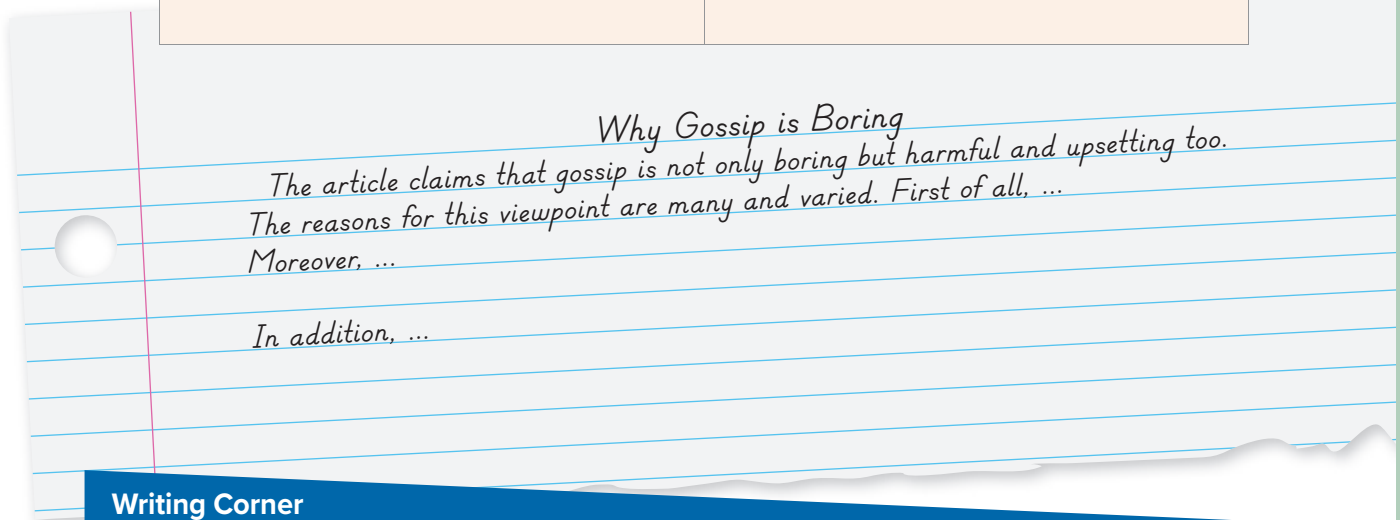 Why Gossip is Boring
The article claims that gossip is not only boring but harmful and upsetting too.
The reasons for this viewpoint are many and varied. First of all, ...
Moreover, ...
In addition, ...
Writing Corner